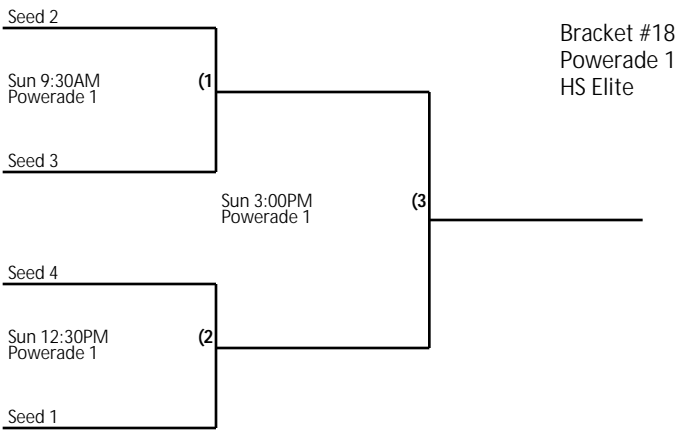 Seed 2
Bracket #18
Powerade 1
HS Elite
Sun 9:30AM
Powerade 1
(1
Seed 3
Sun 3:00PM
Powerade 1
(3
Seed 4
Sun 12:30PM
Powerade 1
(2
Seed 1